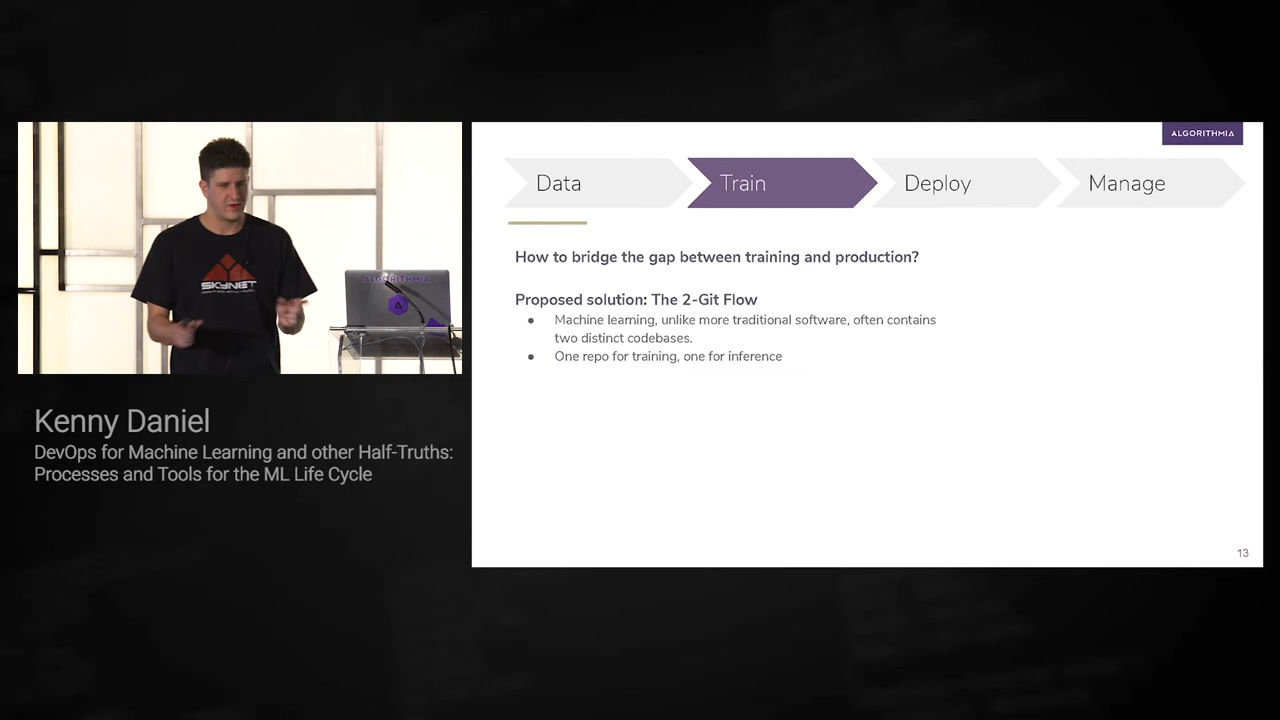 ALGORITHMIA
Data
Train
Deploy
Manage
How to bridge the gap between training and production?
Proposed solution: The 2-Git Flow
● Machine learning, unlike more traditional software, often contains
two distinct codebases.
● One repo for training, one for inference
13
SKYNET
ALGORITHMIA
Kenny Daniel
DevOps for Machine Learning and other Half-Truths:
Processes and Tools for the ML Life Cycle